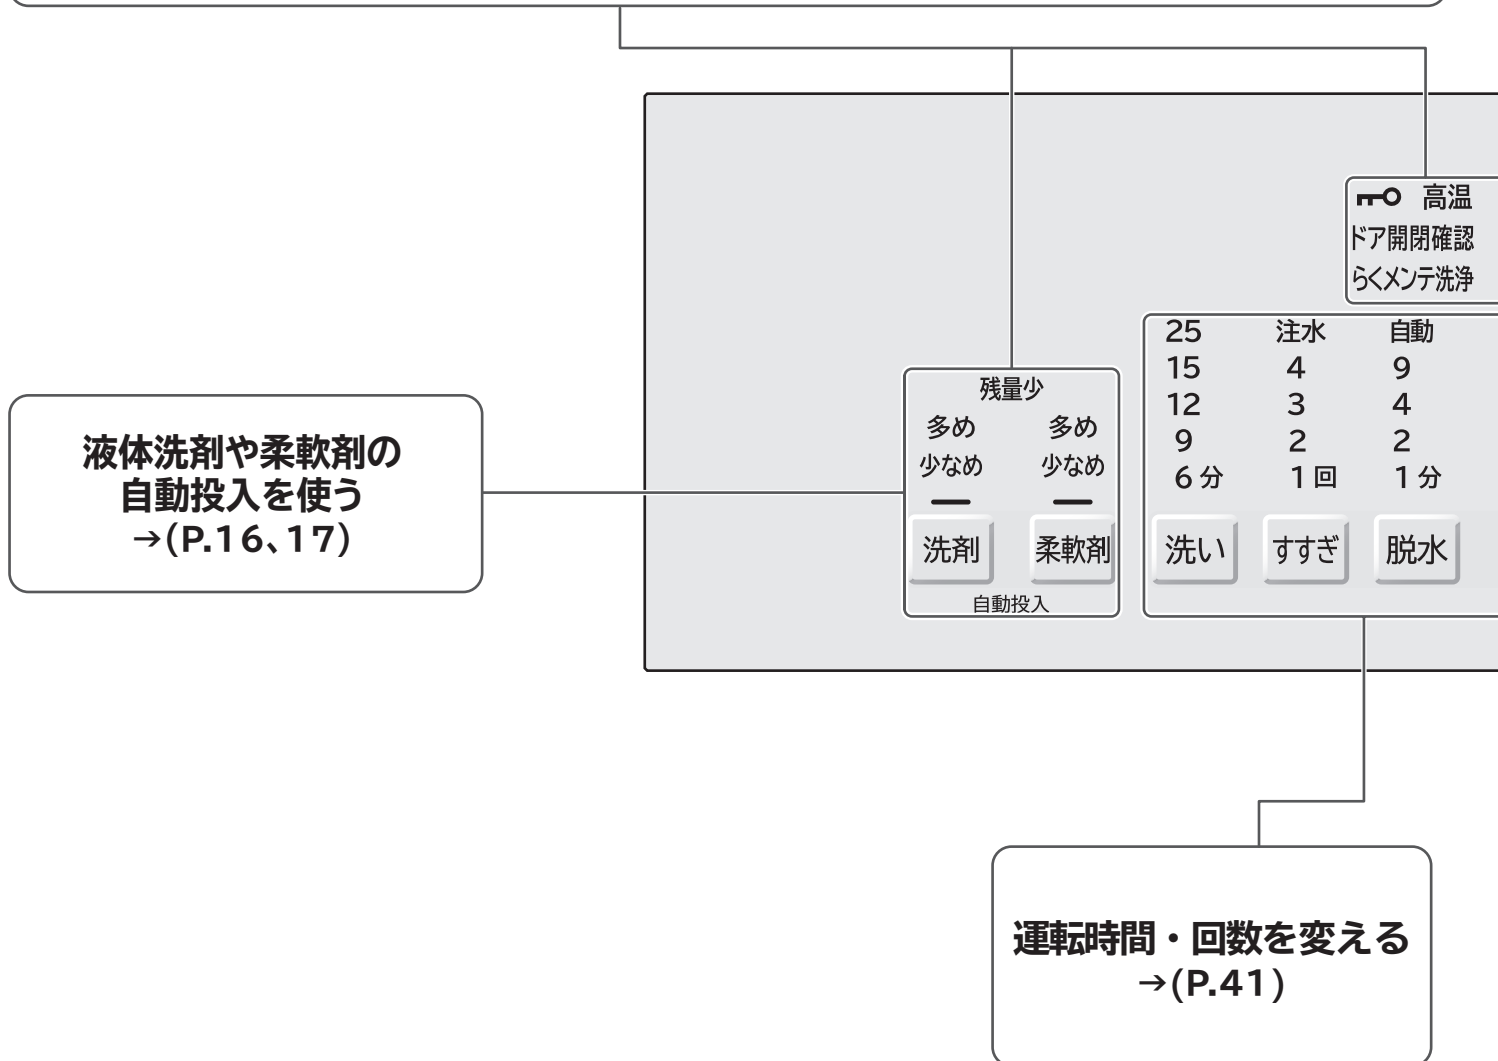 高温
ドア開閉確認
らくメンテ洗浄
25 注水 自動
15 4 9
12 3 4
9 2 2
6分 1回 1分
残量少
多め 多め
少なめ 少なめ
洗剤 柔軟剤 洗い すすぎ 脱水
自動投入
液体洗剤や柔軟剤の
自動投入を使う
→(P.16、17)
運転時間・回数を変える
→(P.41)